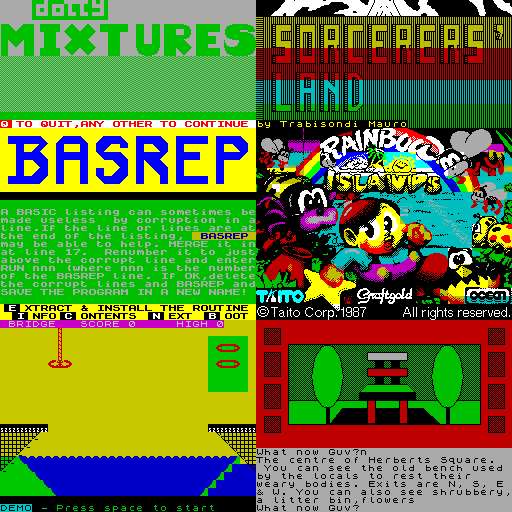 dotty
MIXTURES
SORCERERS'
LAND
by Trabisondi Mauro
0 TO QUIT,ANY OTHER TO CONTINUE
BASREP
A BASIC listing can sometimes be
made useless by corruption in a
line.If the line or lines are at
the end of the listing, BASREP
may be able to help. MERGE it in
at line 17. Renumber it to just
above the corrupt line and enter
RUN nnn (where nnn is the number
of the BASREP line. If OK,delete
the corrupt lines and BASREP and
SAVE THE PROGRAM IN A NEW NAME!
E XTRACT & INSTALL THE ROUTINE
I NFO C ONTENTS N EXT B OOT
RAINBOW
ISLANDS
TAITO Graftgold ocean
© Taito Corp. 1987 All rights reserved.
BRIDGE SCORE 0 HIGH 0
DEMO - Press space to start
What now Guv?n
The centre of Herberts Square.
You can see the old bench used
by the locals to rest their
weary bodies. Exits are N, S, E
& W. You can also see shrubbery,
a litter bin,flowers
What now Guv?